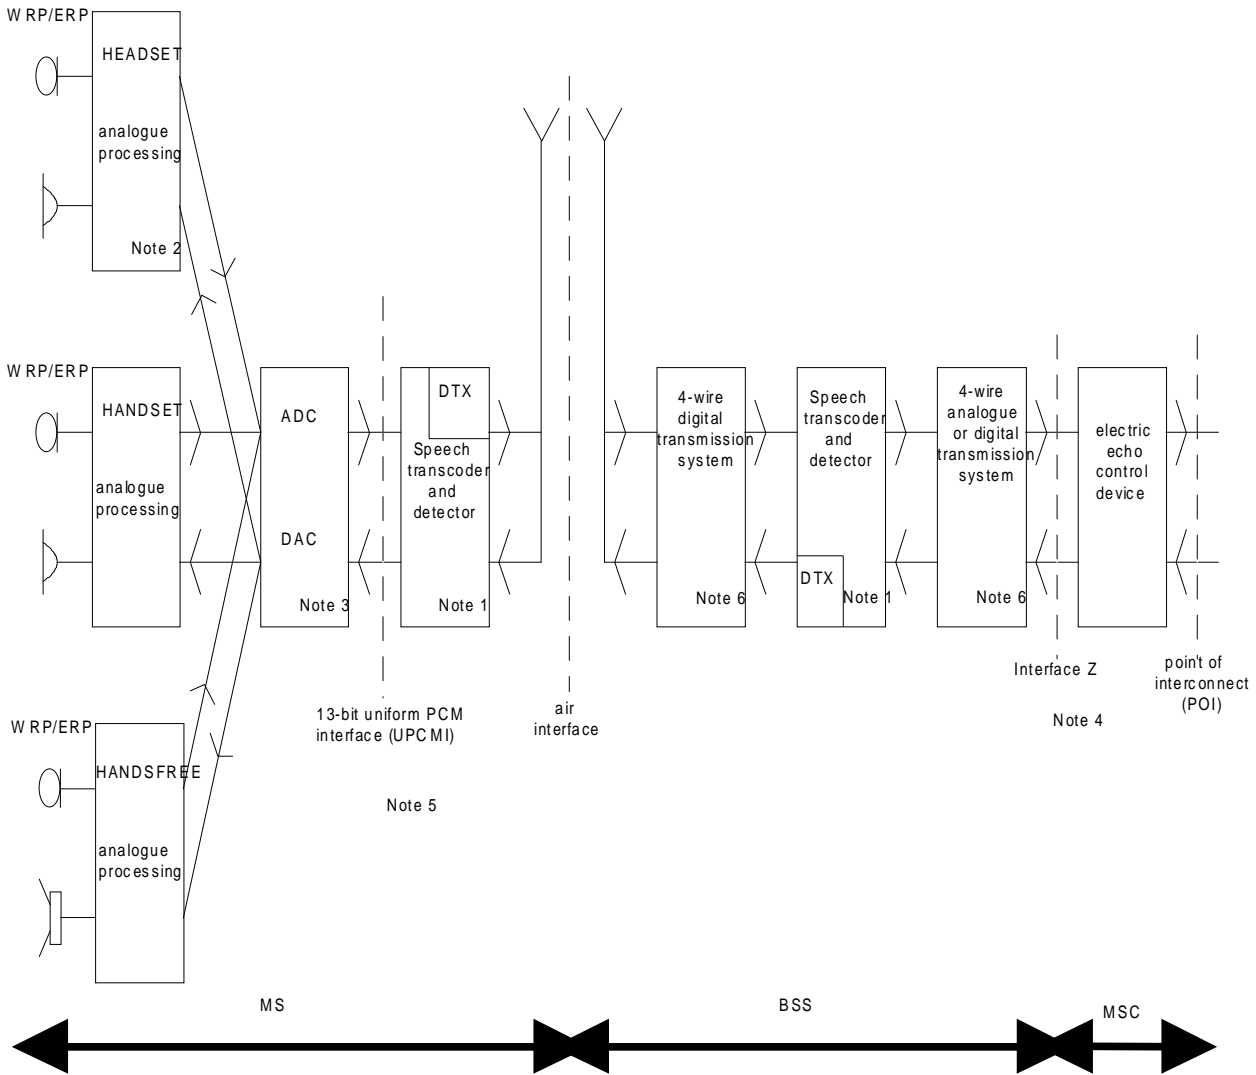 WRP/ERP
HEADSET
analogue
processing
Note 2
WRP/ERP
HANDSET
analogue
processing
ADC
DAC
Note 3
DTX
Speech
transcoder
and
detector
Note 1
4-wire
digital
transmission
system
Note 6
Speech
transcoder
and
detector
DTX
Note 1
4-wire
analogue
or digital
transmission
system
Note 6
electric
echo
control
device
Interface Z
Note 4
point of
interconnect
(POI)
13-bit uniform PCM
interface (UPCMI)
Note 5
air
interface
WRP/ERP
HANDSFREE
analogue
processing
MS
BSS
MSC